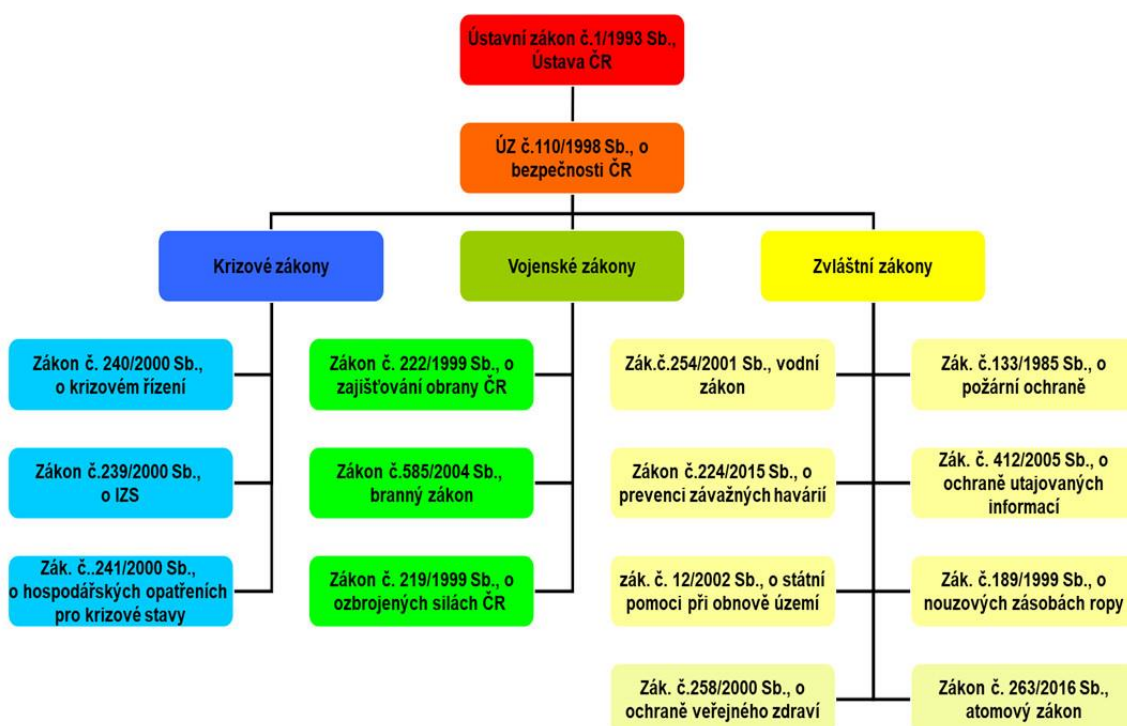 Ústavní zákon č.1/1993 Sb.,
Ústava ČR
ÚZ č.110/1998 Sb., o
bezpečnosti ČR
Krizové zákony
Vojenské zákony
Zvláštní zákony
Zákon č. 240/2000 Sb.,
o krizovém řízení
Zákon č. 222/1999 Sb., o
zajišťování obrany ČR
Zák.č.254/2001 Sb., vodní
zákon
Zák. č.133/1985 Sb., o
požární ochraně
Zákon č.239/2000 Sb.,
o IZS
Zákon č.585/2004 Sb.,
branný zákon
Zákon č.224/2015 Sb., o
prevenci závažných havárií
Zák. č. 412/2005 Sb., o
ochraně utajovaných
informací
Zák. č..241/2000 Sb.,
o hospodářských opatřeních
pro krizové stavy
Zákon č. 219/1999 Sb., o
ozbrojených silách ČR
zák. č. 12/2002 Sb., o státní
pomoci při obnově území
Zák. č.189/1999 Sb., o
nouzových zásobách ropy
Zák. č.258/2000 Sb., o
ochraně veřejného zdraví
Zákon č. 263/2016 Sb.,
atomový zákon